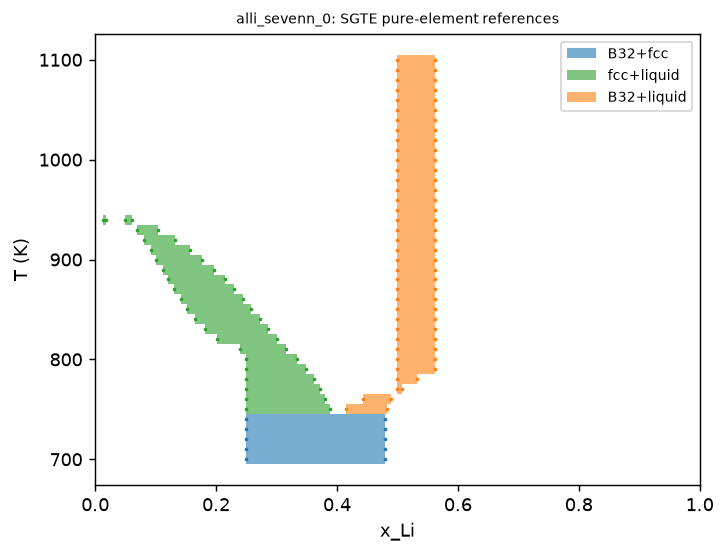 alli_sevenn_0: SGTE pure-element references
B32+fcc
fcc+liquid
B32+liquid
1100
1000
900
800
700
T (K)
0.0 0.2 0.4 0.6 0.8 1.0
x_Li